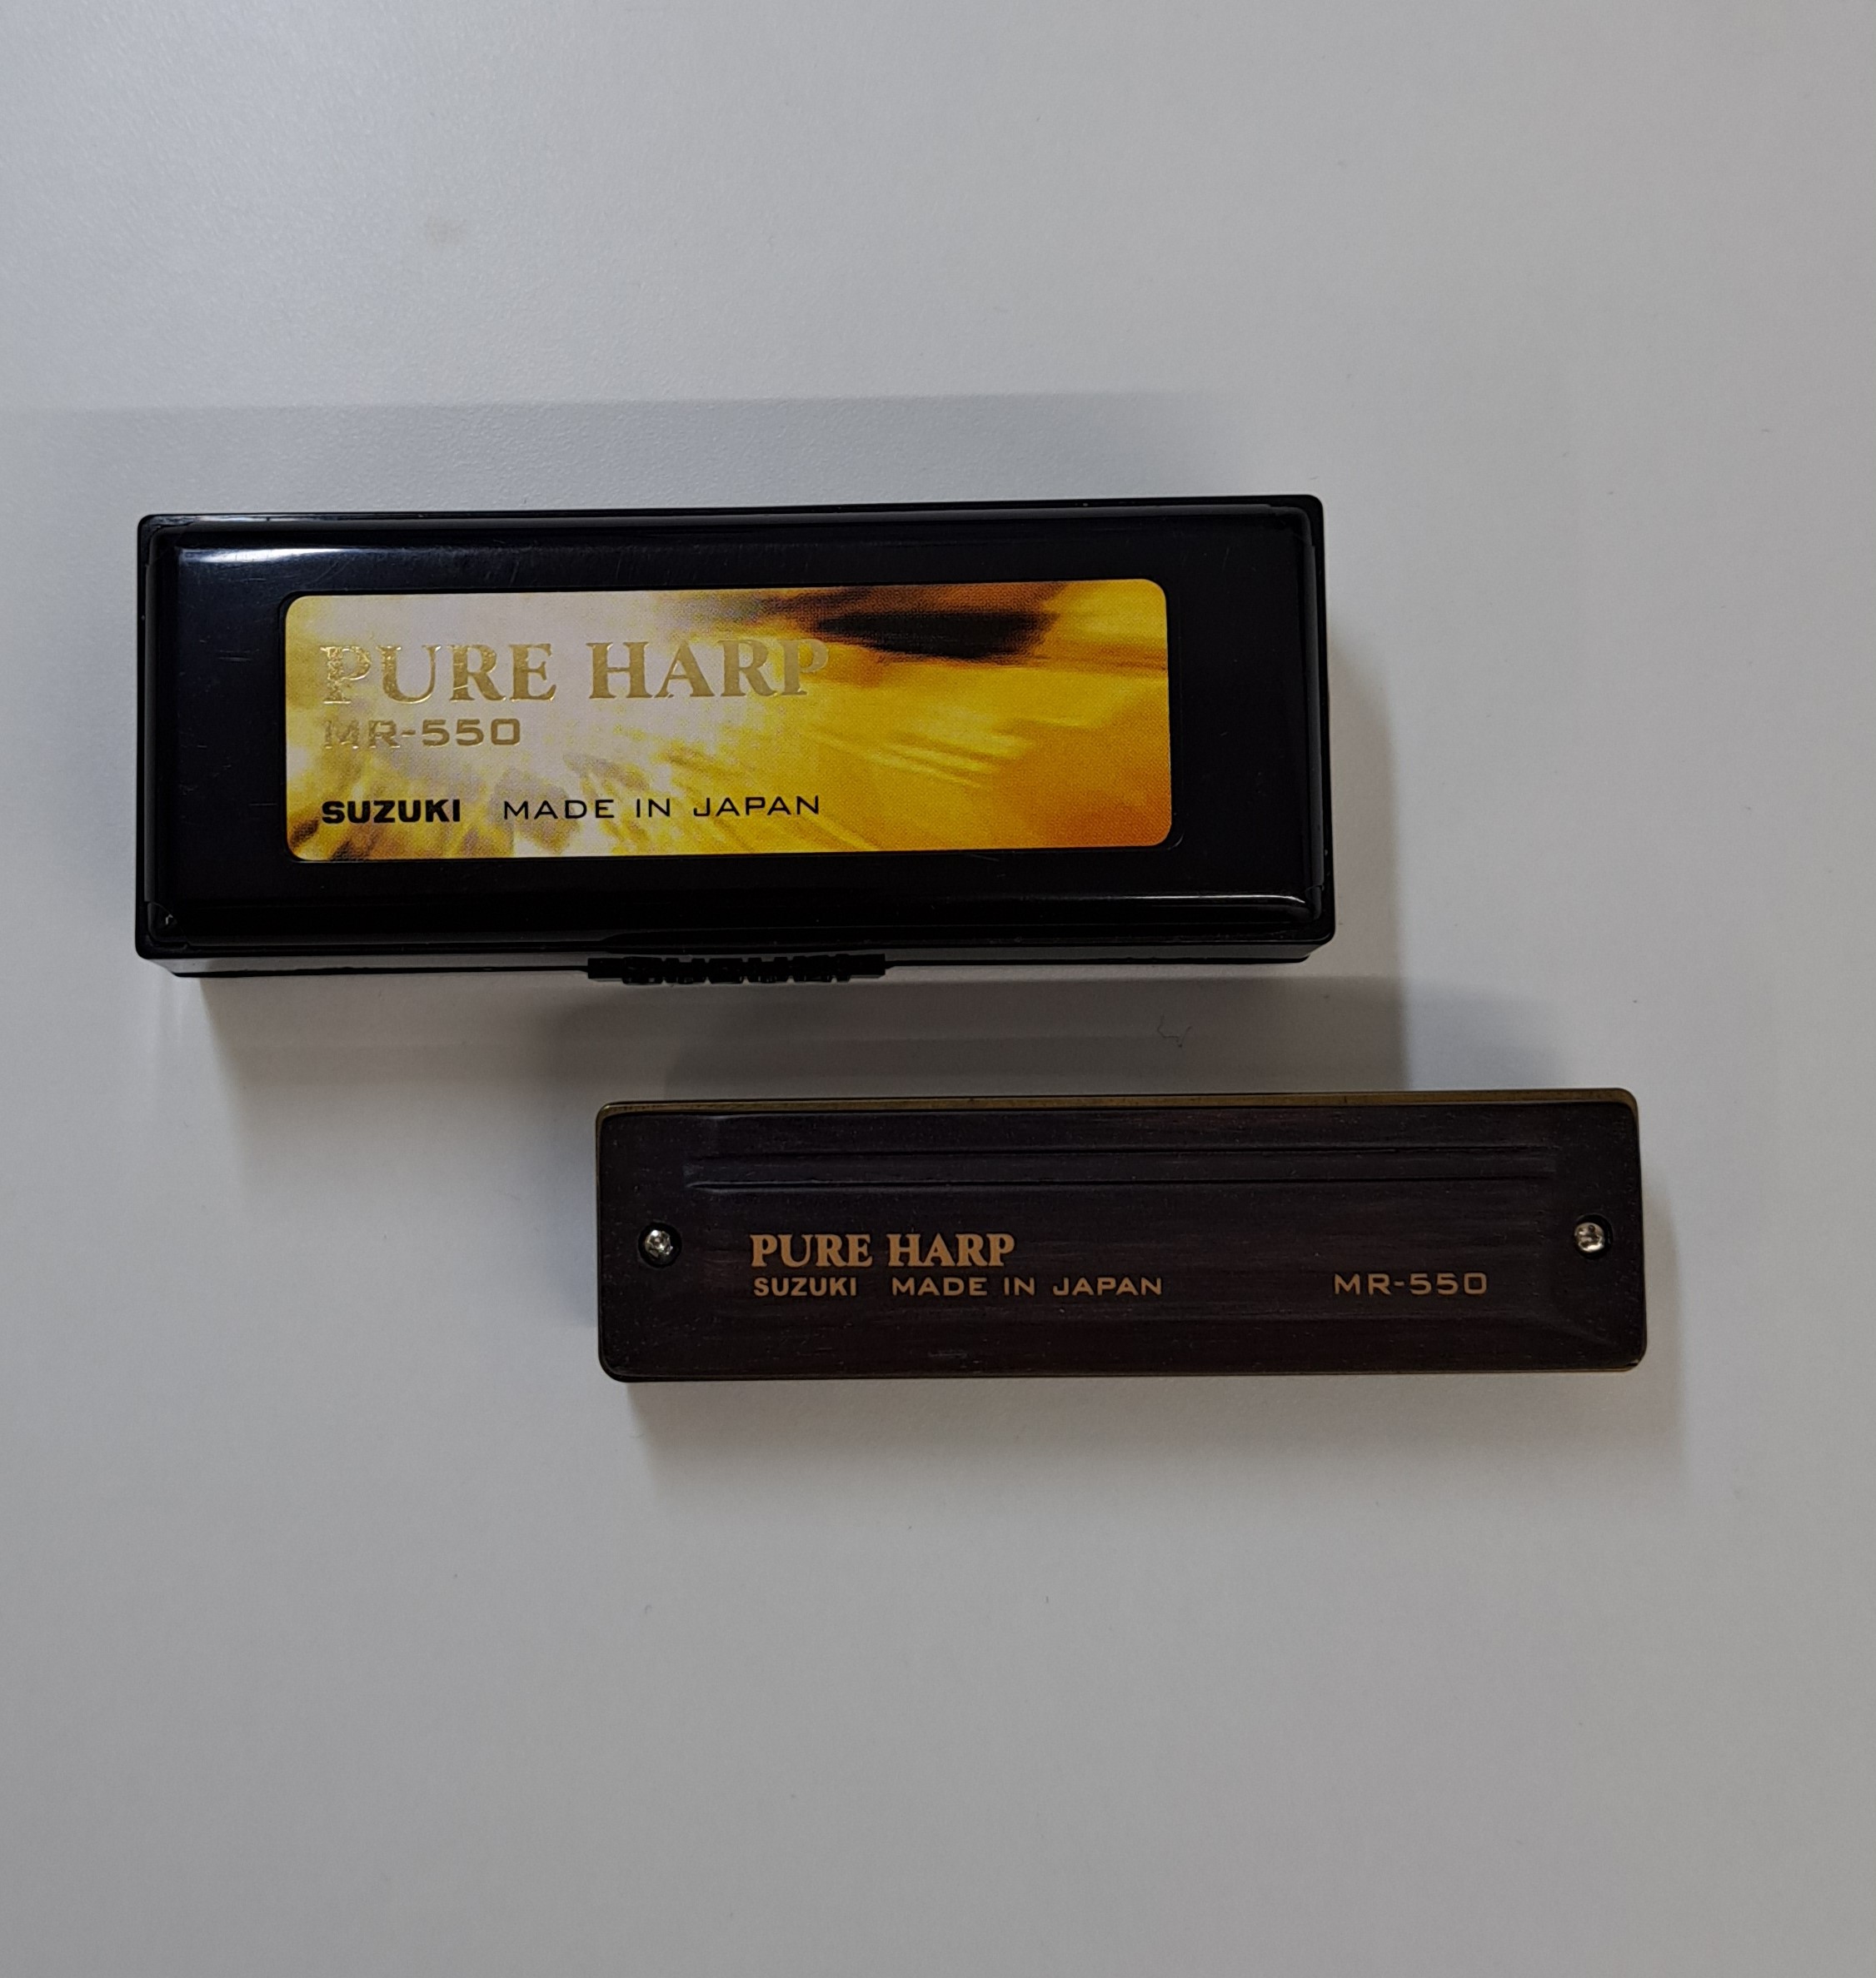 PURE HARP
MR-550
SUZUKI MADE IN JAPAN
PURE HARP
SUZUKI MADE IN JAPAN MR-550